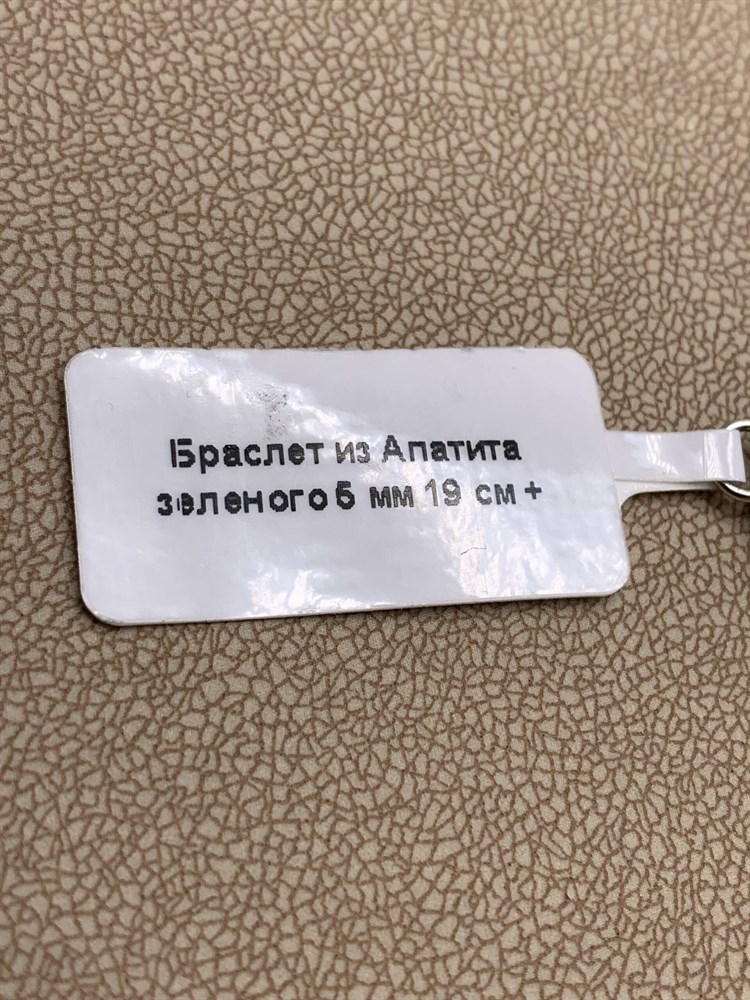 Браслет из Апатита
зеленого 6 мм 19 см +